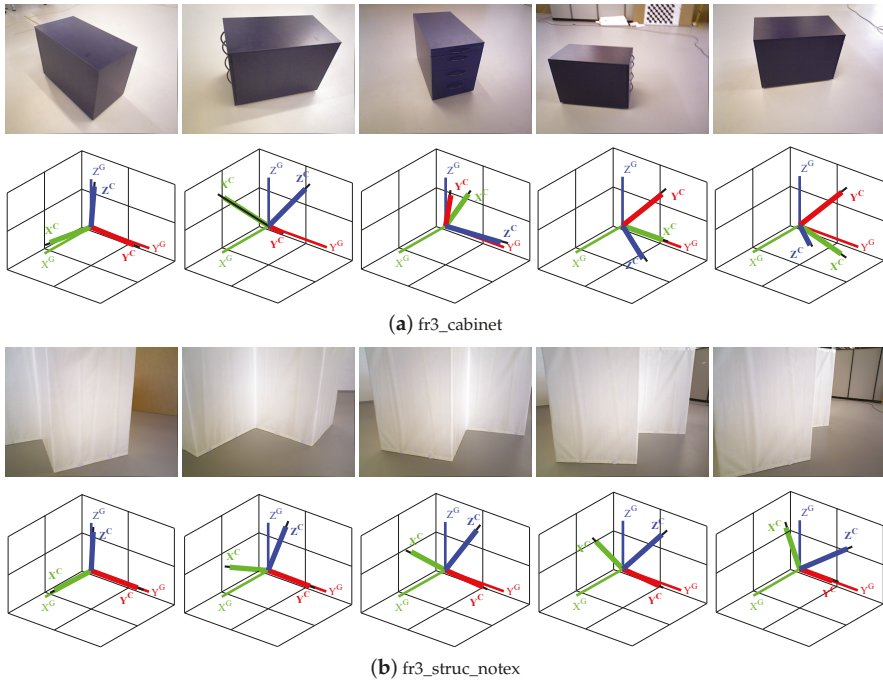 Z^G Z^C X^C X^G Y^C Y^G
X^C Z^G Z^C X^G Y^C Y^G
Z^G Y^C X^C X^G Z^C Y^G
Z^G Y^C X^C X^G Z^C Y^G
Z^G Y^C X^G Z^C X^C Y^G
(a) fr3_cabinet
Z^G Z^C X^C X^G Y^C Y^G
Z^G Z^C X^C X^G Y^C Y^G
Z^G Z^C X^C X^G Y^C Y^G
Z^G Z^C X^C X^G Y^C Y^G
X^C Z^G Z^C X^G Y^C Y^G
(b) fr3_struc_notex